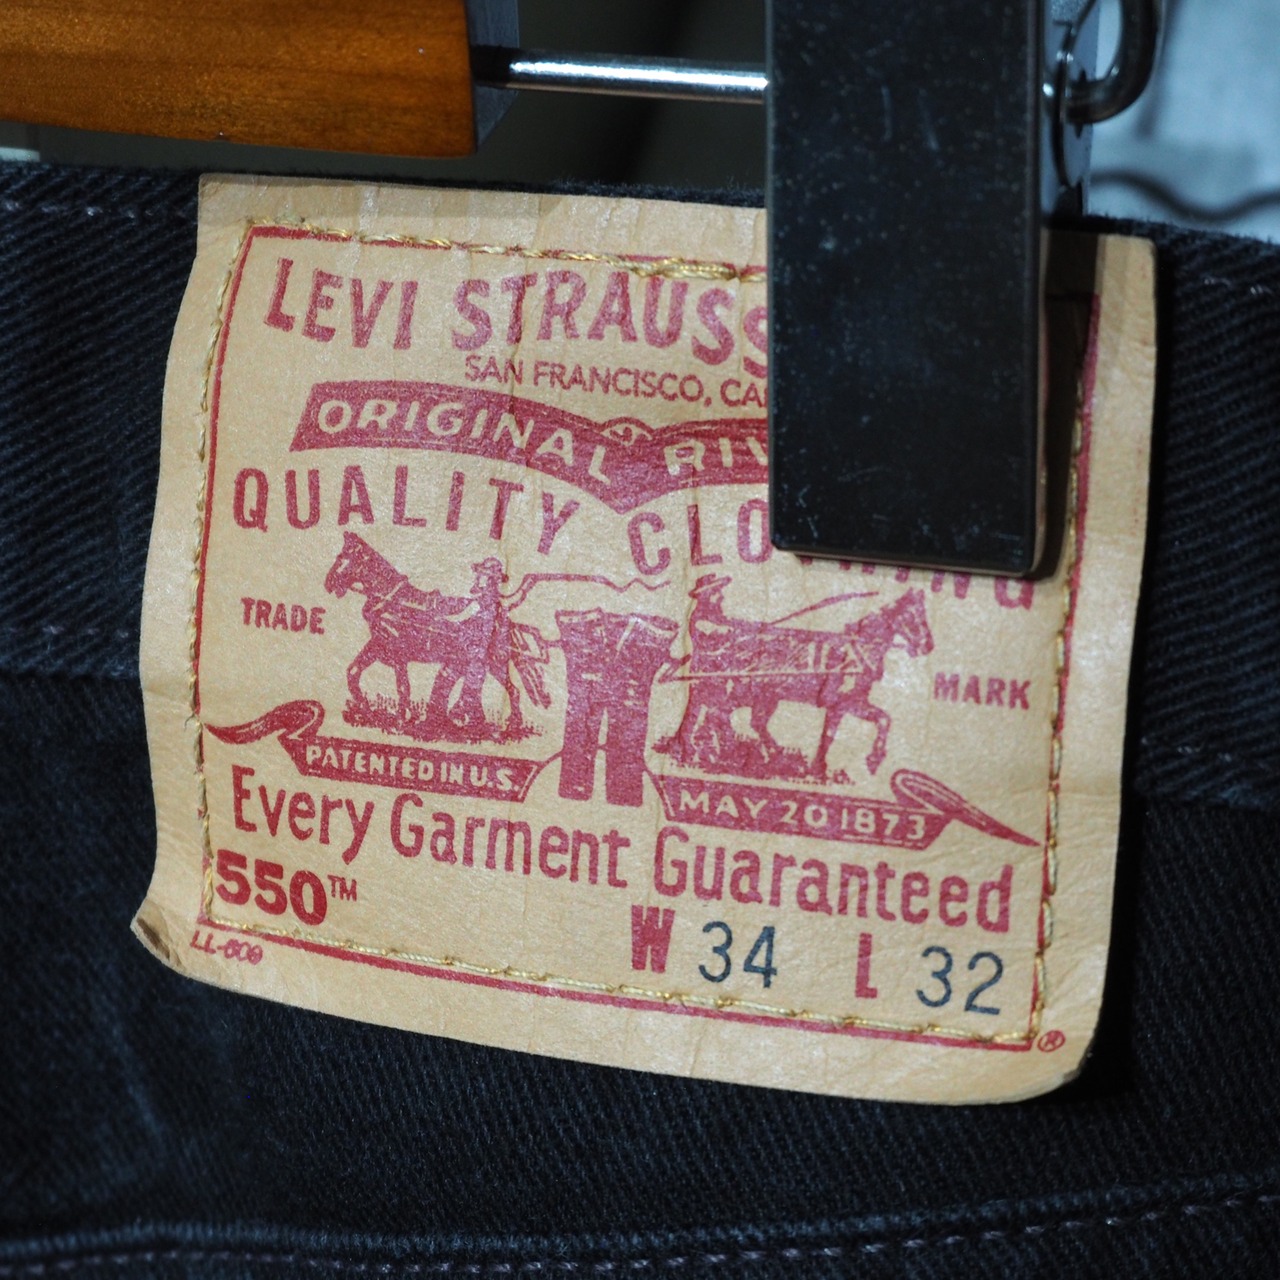 LEVI STRAUSS
SAN FRANCISCO, CA
ORIGINAL RIV
QUALITY CLOTHING
TRADE MARK
PATENTED IN U.S. MAY 20 1873
Every Garment Guaranteed
550™
W 34 L 32
®